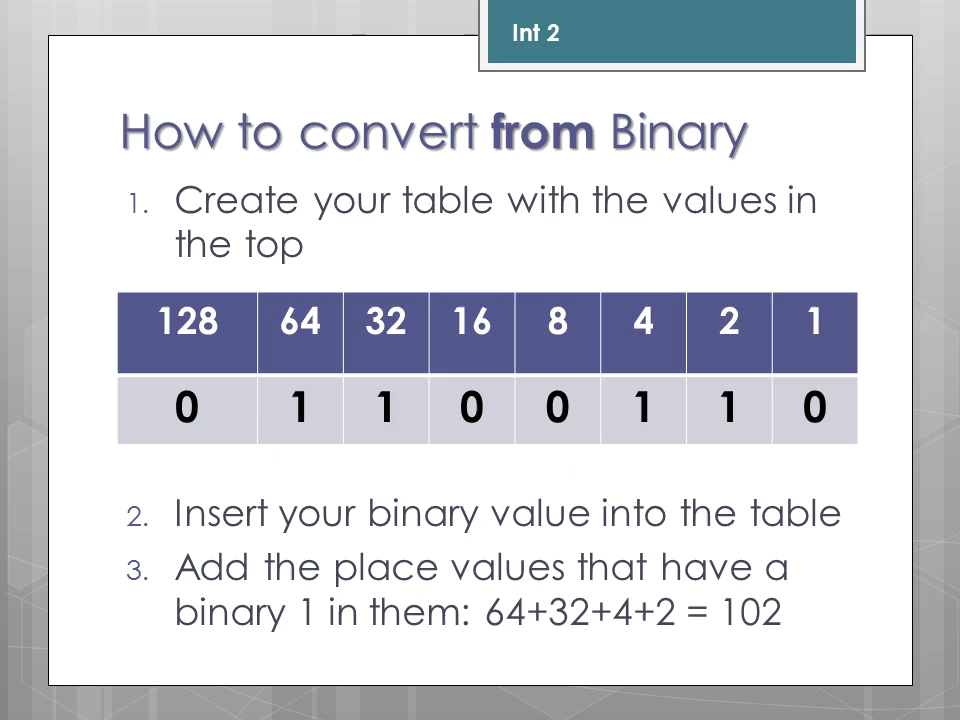 Int 2
How to convert from Binary
1. Create your table with the values in
the top
128 64 32 16 8 4 2 1
0 1 1 0 0 1 1 0
2. Insert your binary value into the table
3. Add the place values that have a
binary 1 in them: 64+32+4+2 = 102